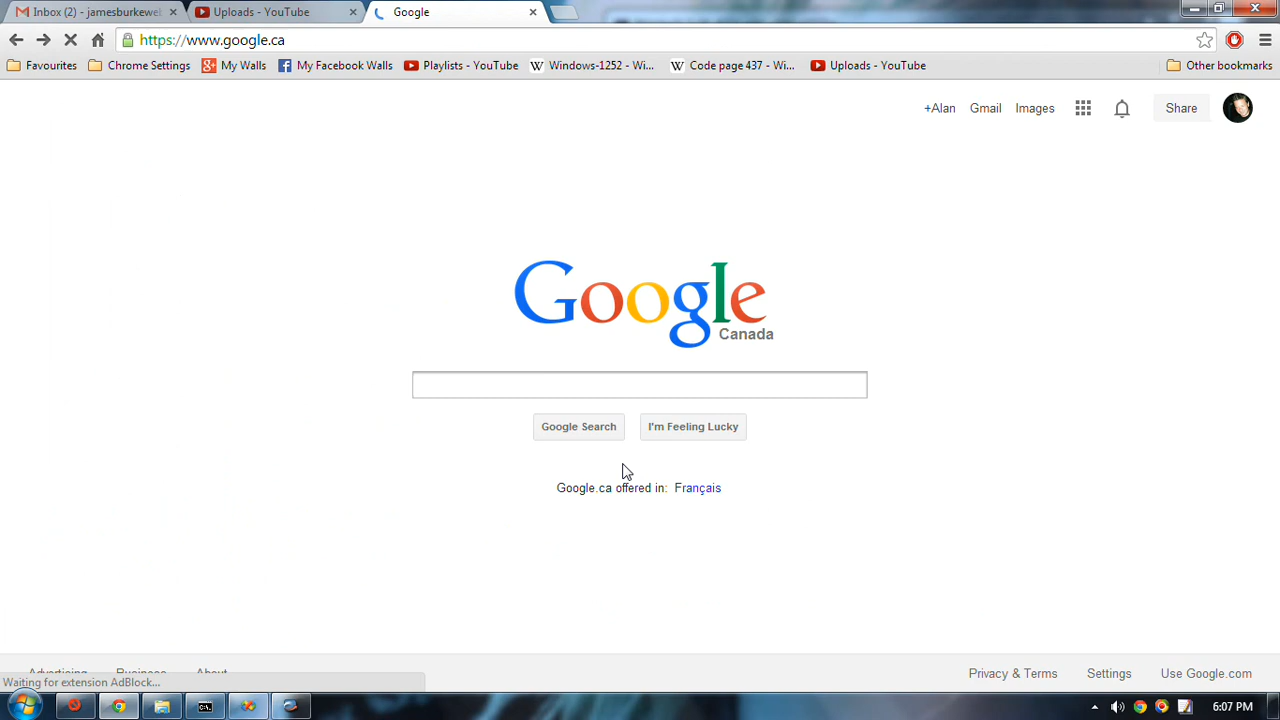 Inbox (2) - jamesburkewel
Uploads - YouTube
Google
https://www.google.ca
Favourites
Chrome Settings
My Walls
My Facebook Walls
Playlists - YouTube
Windows-1252 - Wi...
Code page 437 - Wi...
Uploads - YouTube
Other bookmarks
+Alan
Gmail
Images
Share
Google
Canada
Google Search
I'm Feeling Lucky
Google.ca offered in: Français
Advertising
Business
About
Privacy & Terms
Settings
Use Google.com
Waiting for extension AdBlock...
6:07 PM